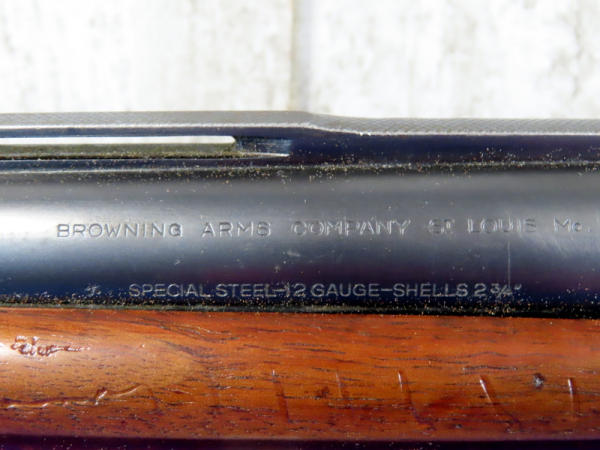 BROWNING ARMS COMPANY ST LOUIS Mo.
SPECIAL STEEL-12 GAUGE-SHELLS 2¾"